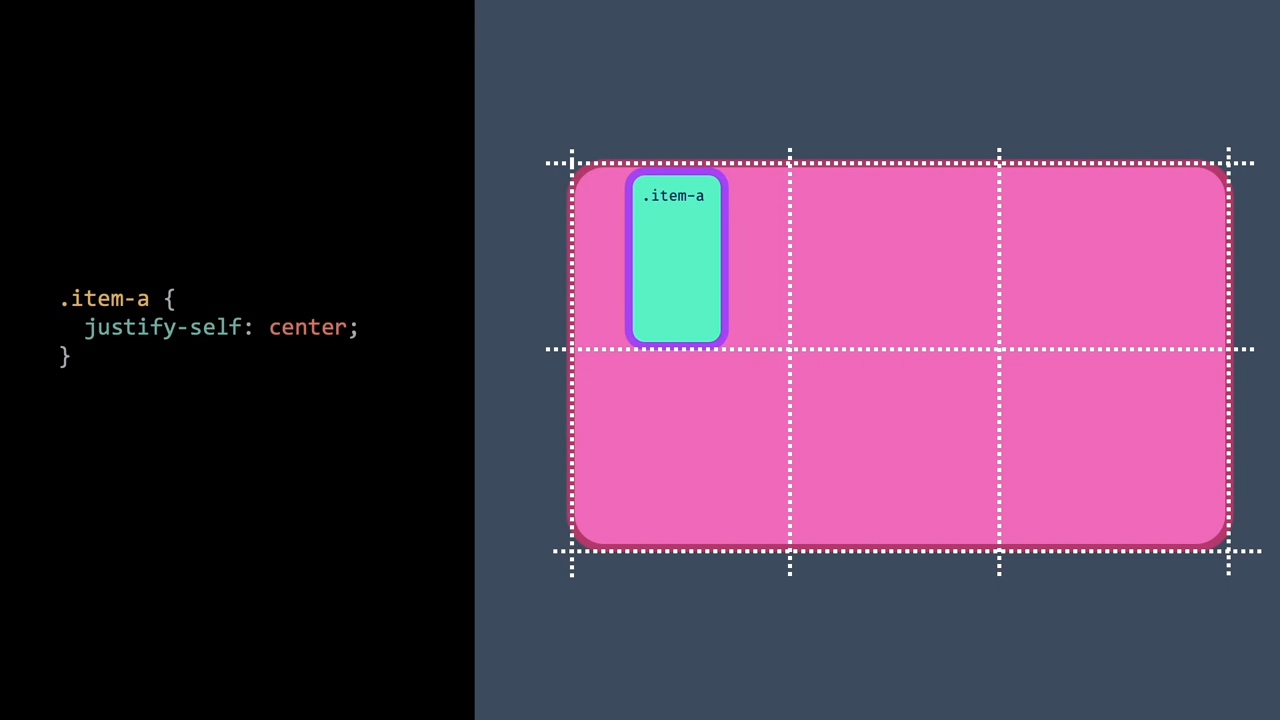 .item-a {
  justify-self: center;
}
.item-a